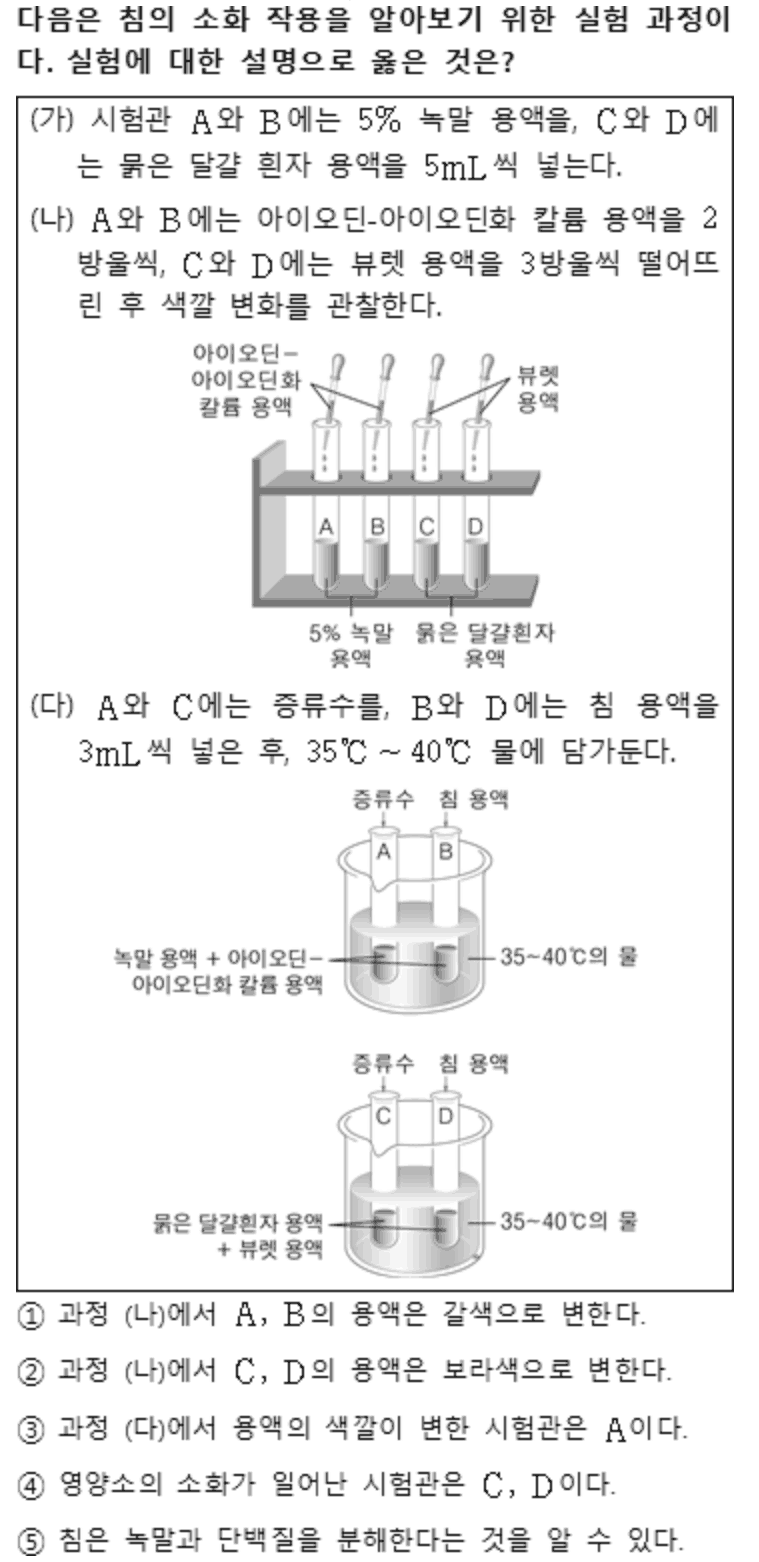 다음은 침의 소화 작용을 알아보기 위한 실험 과정이
다. 실험에 대한 설명으로 옳은 것은?
(가) 시험관 A와 B에는 5% 녹말 용액을, C와 D에
는 묽은 달걀 흰자 용액을 5mL씩 넣는다.
(나) A와 B에는 아이오딘-아이오딘화 칼륨 용액을 2
방울씩, C와 D에는 뷰렛 용액을 3방울씩 떨어뜨
린 후 색깔 변화를 관찰한다.
아이오딘-
아이오딘화
칼륨 용액
뷰렛
용액
A B C D
5% 녹말
용액
묽은 달걀흰자
용액
(다) A와 C에는 증류수를, B와 D에는 침 용액을
3mL씩 넣은 후, 35℃ ~ 40℃ 물에 담가둔다.
증류수 침 용액
A B
녹말 용액 + 아이오딘-
아이오딘화 칼륨 용액
35~40℃의 물
증류수 침 용액
C D
묽은 달걀흰자 용액
+ 뷰렛 용액
35~40℃의 물
① 과정 (나)에서 A, B의 용액은 갈색으로 변한다.
② 과정 (나)에서 C, D의 용액은 보라색으로 변한다.
③ 과정 (다)에서 용액의 색깔이 변한 시험관은 A이다.
④ 영양소의 소화가 일어난 시험관은 C, D이다.
⑤ 침은 녹말과 단백질을 분해한다는 것을 알 수 있다.